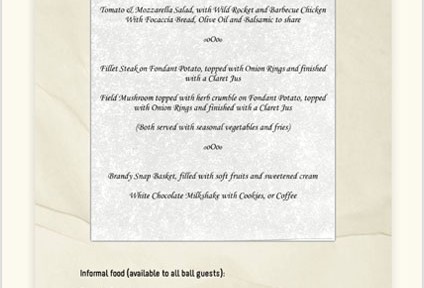 Tomato & Mozzarella Salad, with Wild Rocket and Barbecue Chicken
With Focaccia Bread, Olive Oil and Balsamic to share
ooOoo
Fillet Steak on Fondant Potato, topped with Onion Rings and finished
with a Claret Jus
Field Mushroom topped with herb crumble on Fondant Potato, topped
with Onion Rings and finished with a Claret Jus
(Both served with seasonal vegetables and fries)
ooOoo
Brandy Snap Basket, filled with soft fruits and sweetened cream
White Chocolate Milkshake with Cookies, or Coffee
Informal food (available to all ball guests):